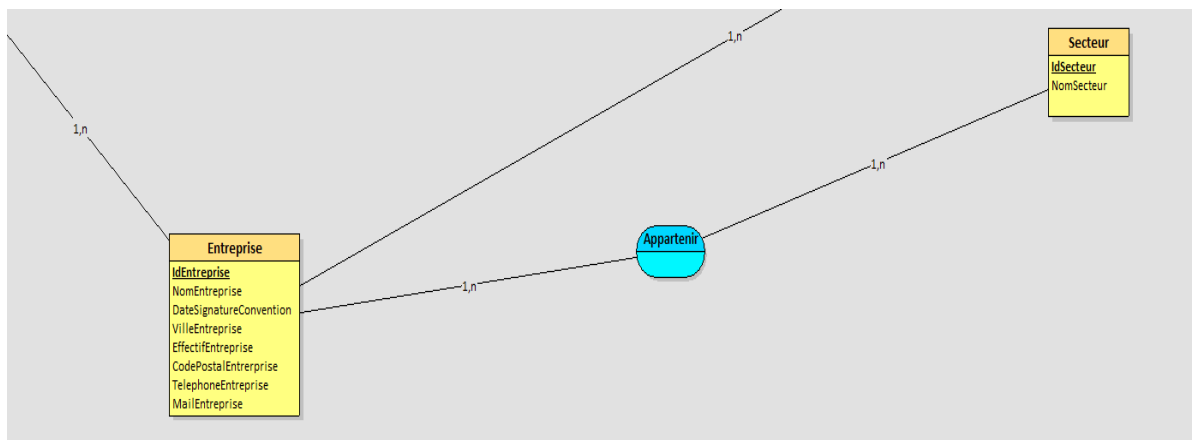 1,n
Secteur
IdSecteur
NomSecteur
1,n
1,n
Appartenir
Entreprise
IdEntreprise
NomEntreprise
DateSignatureConvention
VilleEntreprise
EffectifEntreprise
CodePostalEntrerprise
TelephoneEntreprise
MailEntreprise
1,n